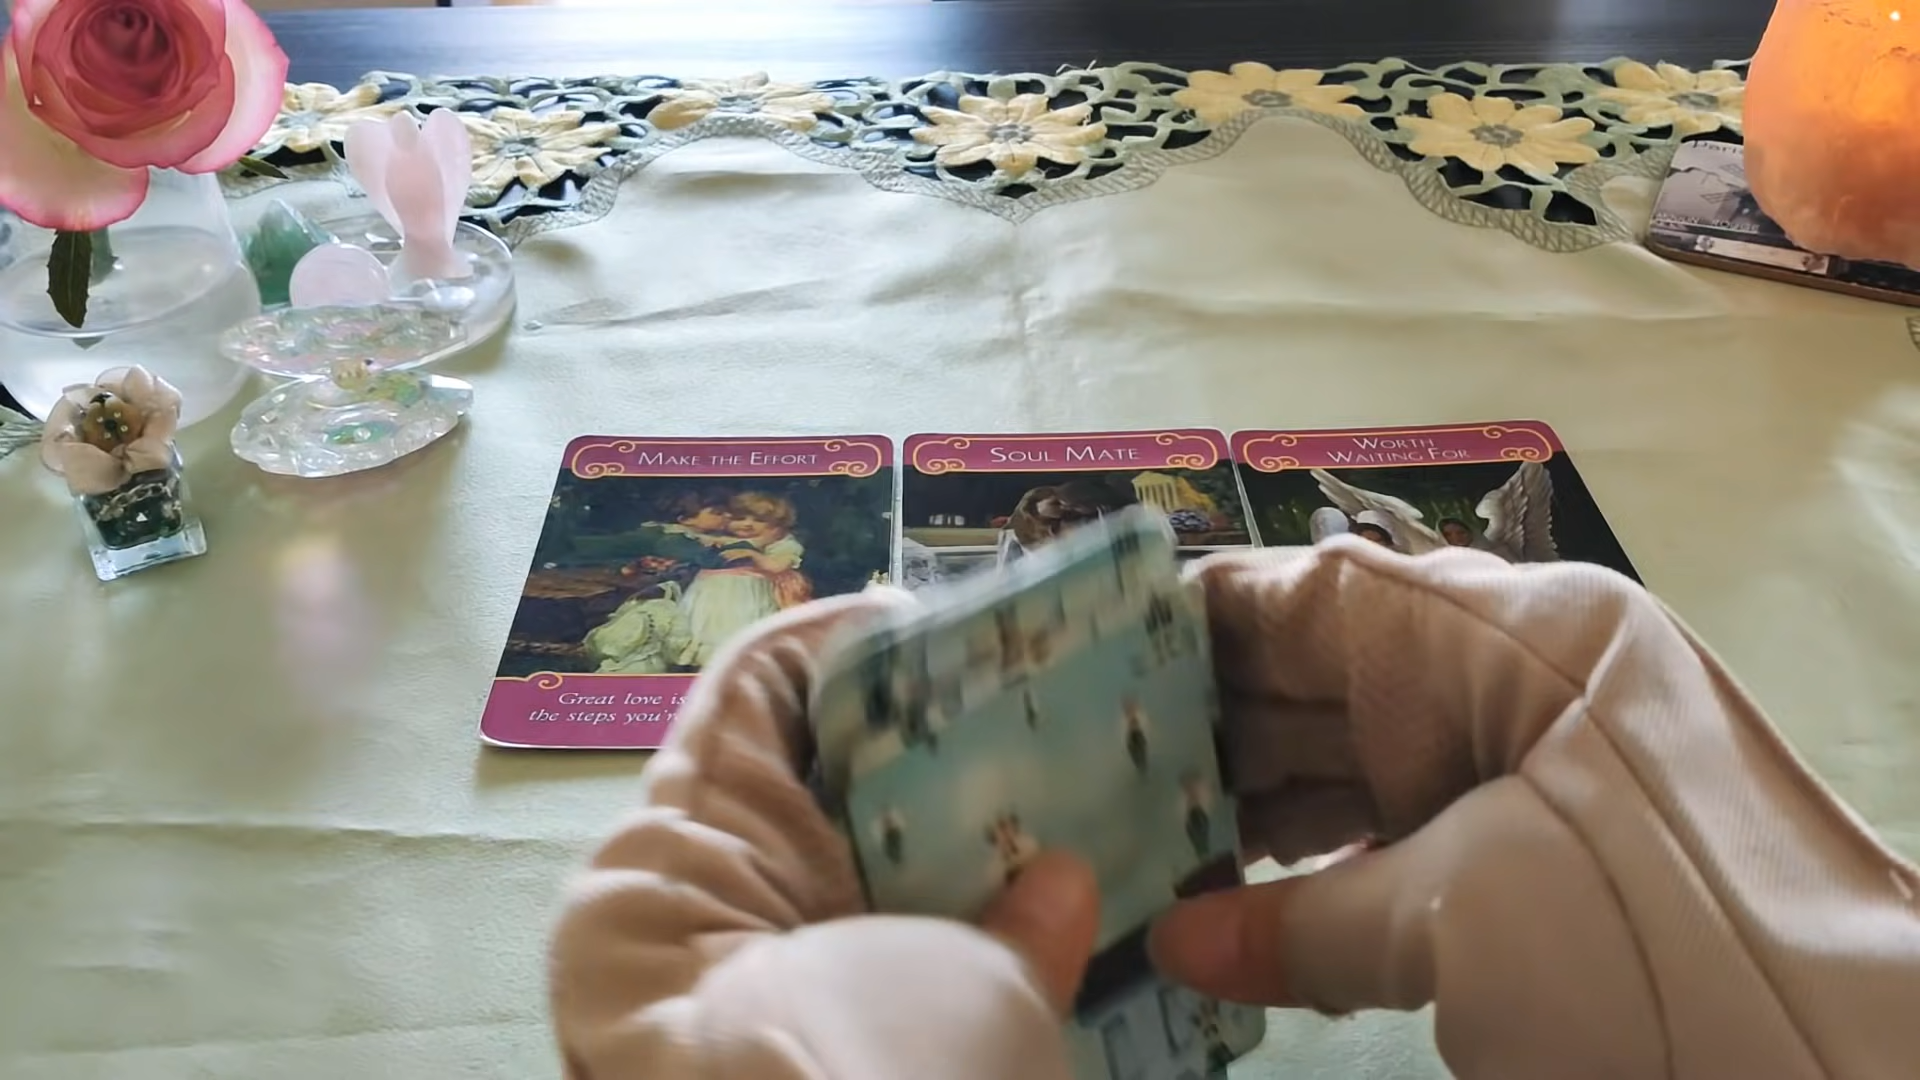 MAKE THE EFFORT
SOUL MATE
WORTH
WAITING FOR
Great love is
the steps you'r